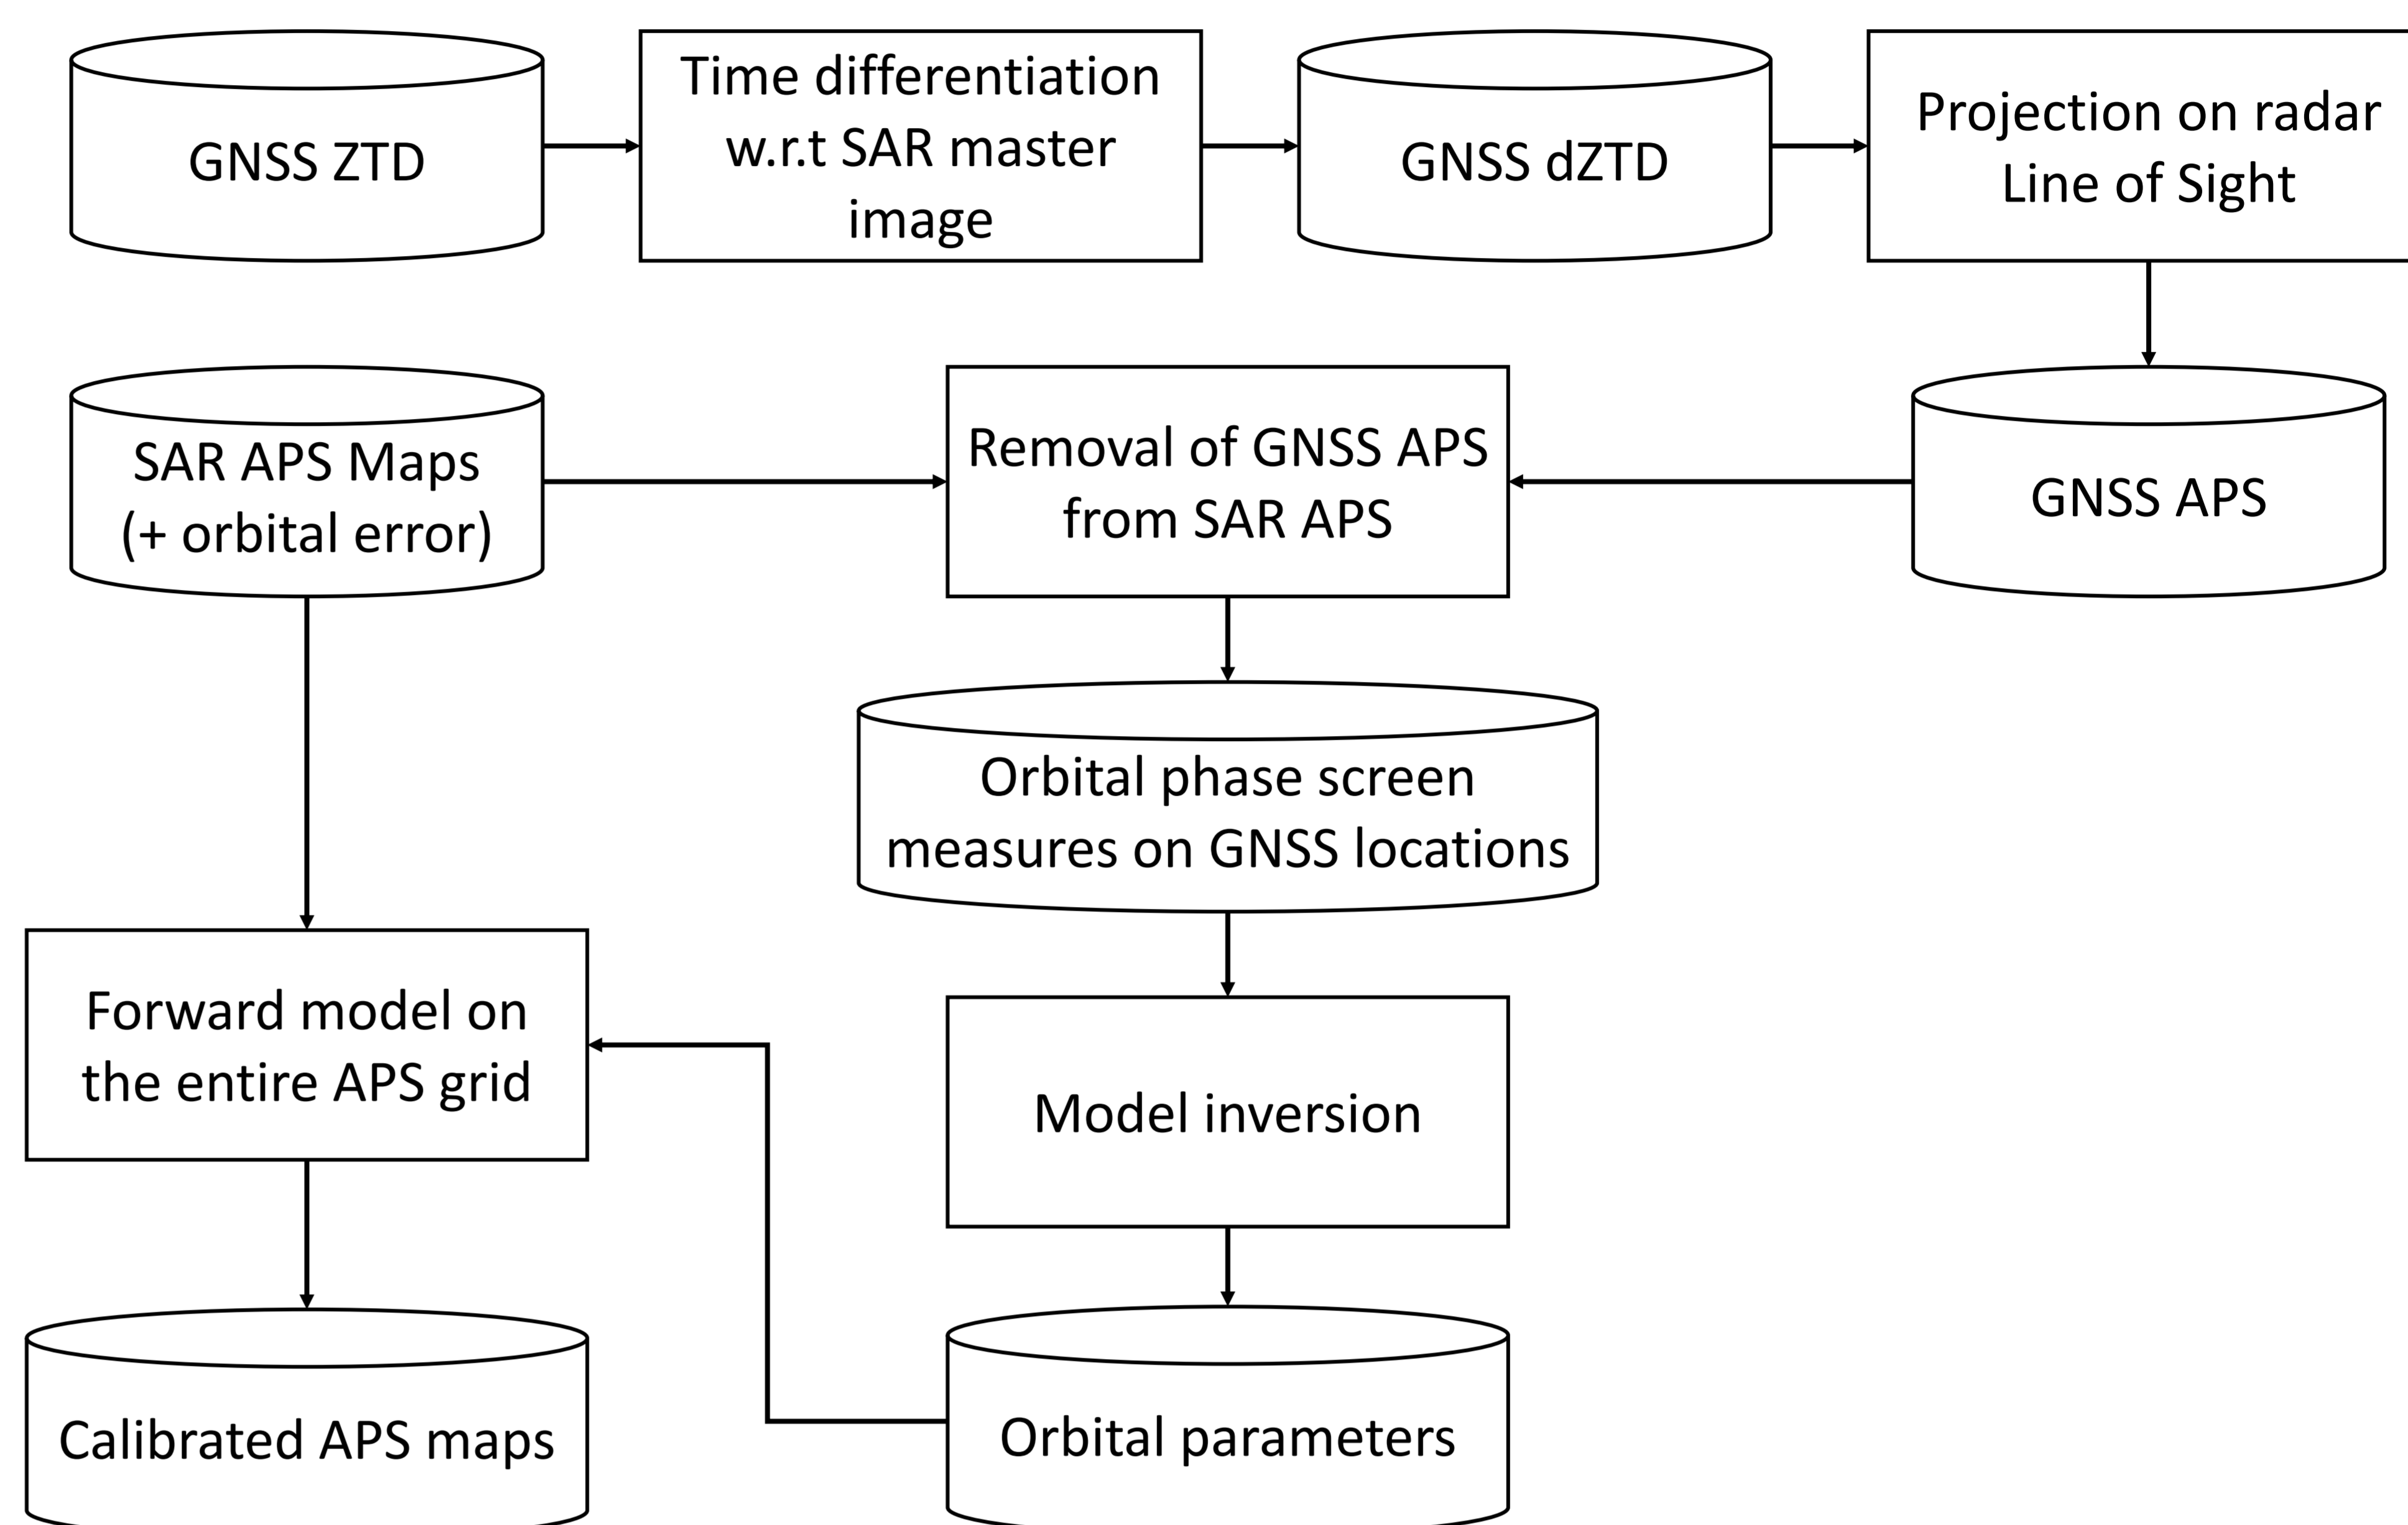 GNSS ZTD
Time differentiation
w.r.t SAR master
image
GNSS dZTD
Projection on radar
Line of Sight
SAR APS Maps
(+ orbital error)
Removal of GNSS APS
from SAR APS
GNSS APS
Orbital phase screen
measures on GNSS locations
Forward model on
the entire APS grid
Model inversion
Calibrated APS maps
Orbital parameters